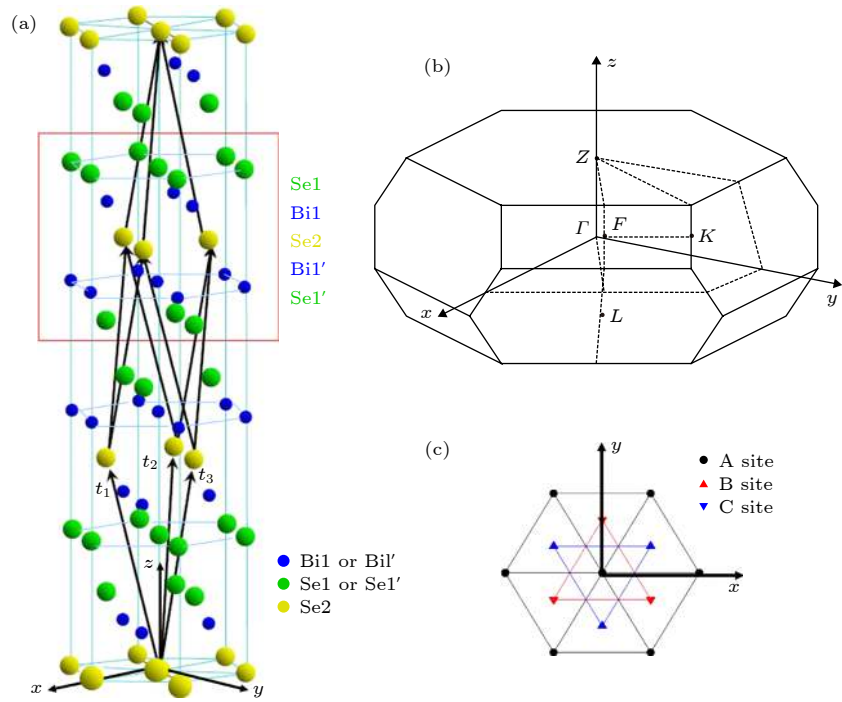 (a)
Se1
Bi1
Se2
Bi1′
Se1′
t1
t2
t3
z
x
y
Bi1 or Bil′
Se1 or Se1′
Se2
(b)
z
Z
Γ
F
K
x
L
y
(c)
y
x
A site
B site
C site